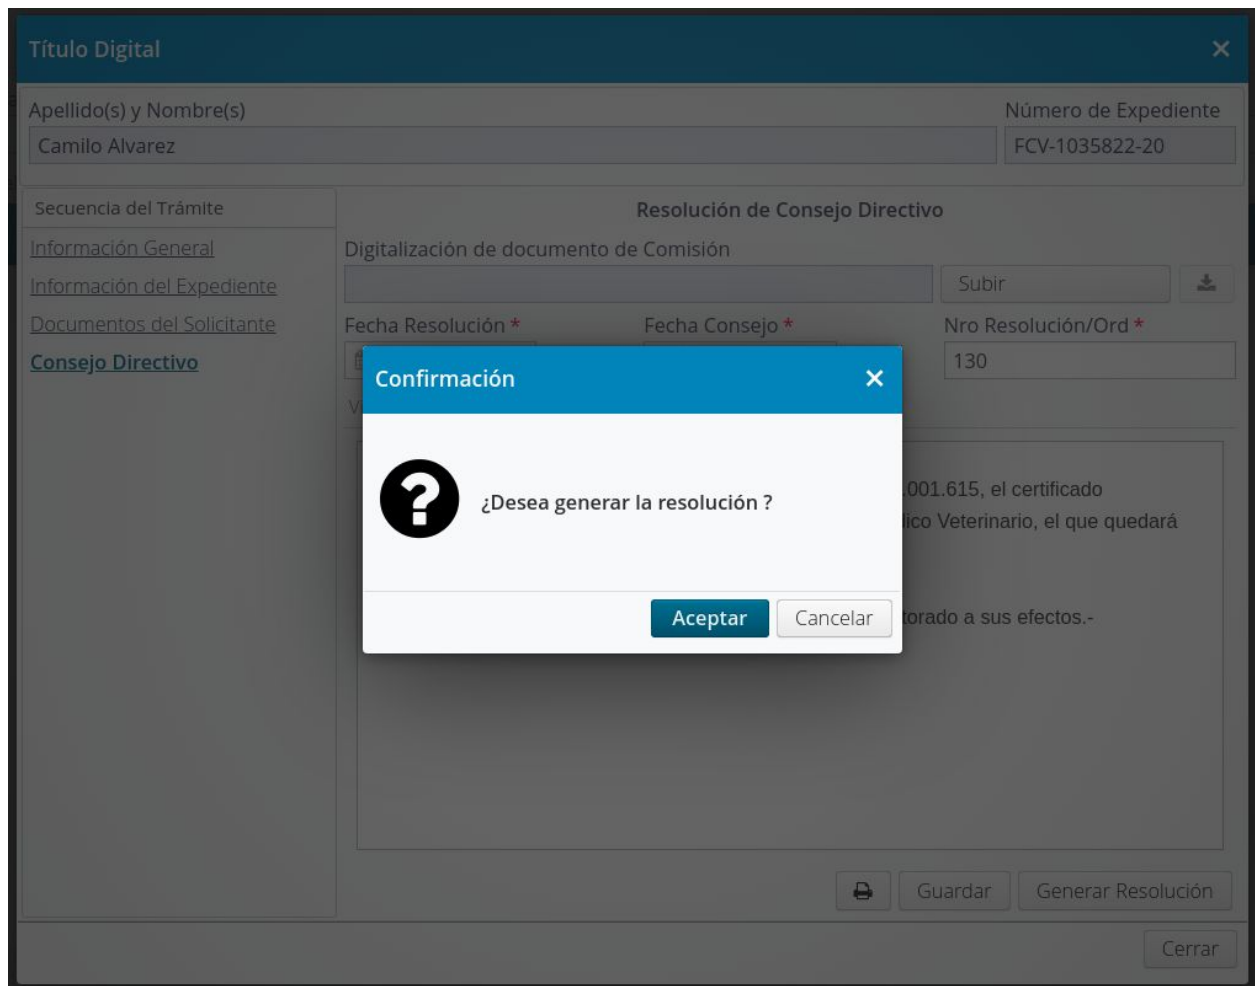 Título Digital
Apellido(s) y Nombre(s) Número de Expediente
Camilo Alvarez FCV-1035822-20
Secuencia del Trámite
Información General
Información del Expediente
Documentos del Solicitante
Consejo Directivo
Resolución de Consejo Directivo
Digitalización de documento de Comisión
Subir
Fecha Resolución * Fecha Consejo * Nro Resolución/Ord *
130
Confirmación
¿Desea generar la resolución ?
Aceptar Cancelar
.001.615, el certificado
Veterinario, el que quedará
a sus efectos.-
Guardar Generar Resolución
Cerrar